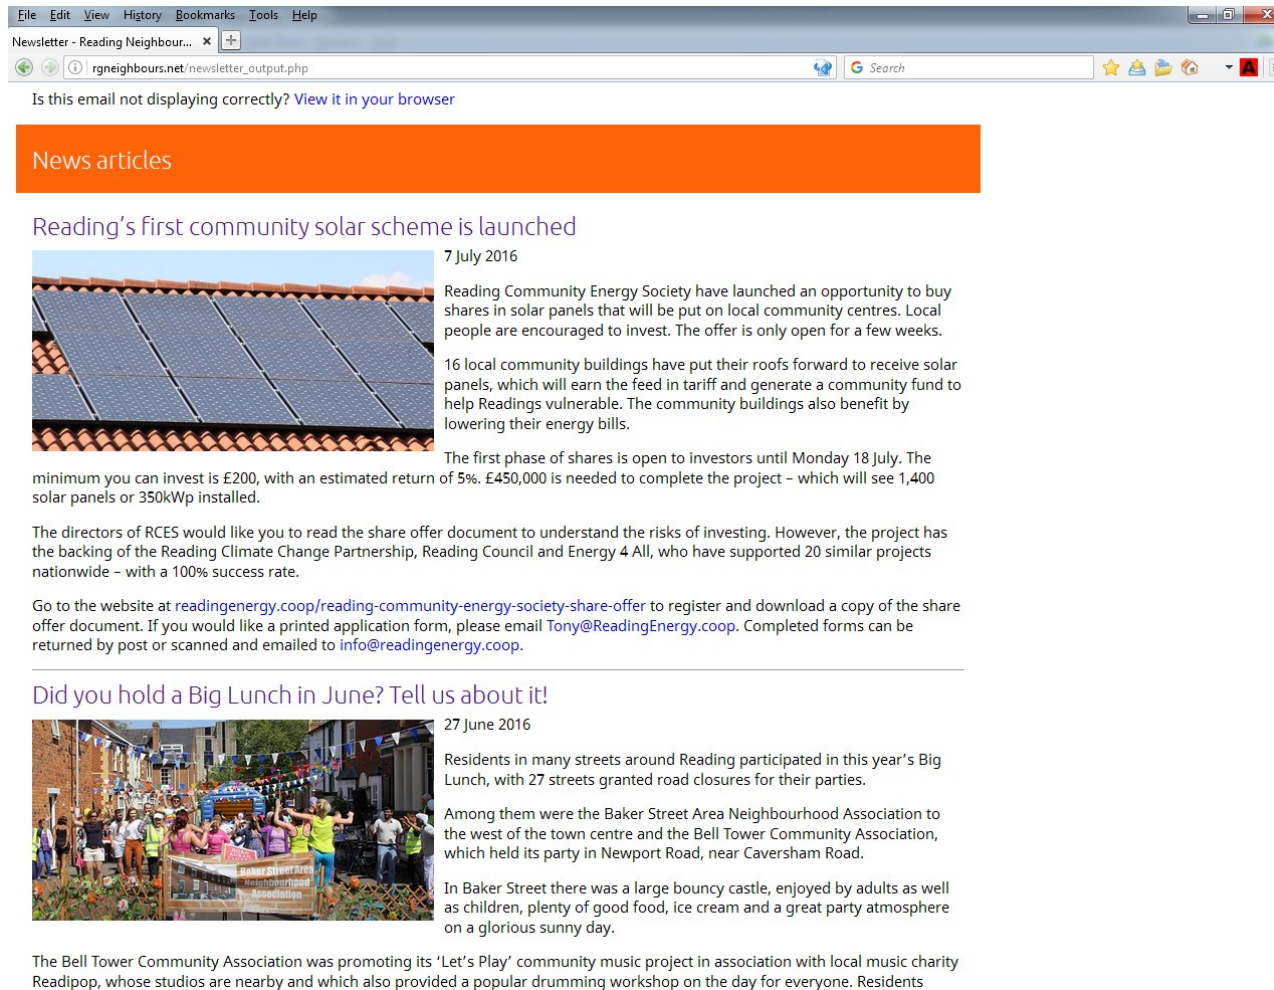 File Edit View History Bookmarks Tools Help
Newsletter - Reading Neighbour...
rgneighbours.net/newsletter_output.php
Search
Is this email not displaying correctly? View it in your browser
News articles
Reading’s first community solar scheme is launched
7 July 2016
Reading Community Energy Society have launched an opportunity to buy
shares in solar panels that will be put on local community centres. Local
people are encouraged to invest. The offer is only open for a few weeks.
16 local community buildings have put their roofs forward to receive solar
panels, which will earn the feed in tariff and generate a community fund to
help Readings vulnerable. The community buildings also benefit by
lowering their energy bills.
The first phase of shares is open to investors until Monday 18 July. The
minimum you can invest is £200, with an estimated return of 5%. £450,000 is needed to complete the project – which will see 1,400
solar panels or 350kWp installed.
The directors of RCES would like you to read the share offer document to understand the risks of investing. However, the project has
the backing of the Reading Climate Change Partnership, Reading Council and Energy 4 All, who have supported 20 similar projects
nationwide – with a 100% success rate.
Go to the website at readingenergy.coop/reading-community-energy-society-share-offer to register and download a copy of the share
offer document. If you would like a printed application form, please email Tony@ReadingEnergy.coop. Completed forms can be
returned by post or scanned and emailed to info@readingenergy.coop.
Did you hold a Big Lunch in June? Tell us about it!
27 June 2016
Residents in many streets around Reading participated in this year’s Big
Lunch, with 27 streets granted road closures for their parties.
Among them were the Baker Street Area Neighbourhood Association to
the west of the town centre and the Bell Tower Community Association,
which held its party in Newport Road, near Caversham Road.
In Baker Street there was a large bouncy castle, enjoyed by adults as well
as children, plenty of good food, ice cream and a great party atmosphere
on a glorious sunny day.
Baker Street Area
Neighbourhood
Association
The Bell Tower Community Association was promoting its ‘Let’s Play’ community music project in association with local music charity
Readipop, whose studios are nearby and which also provided a popular drumming workshop on the day for everyone. Residents